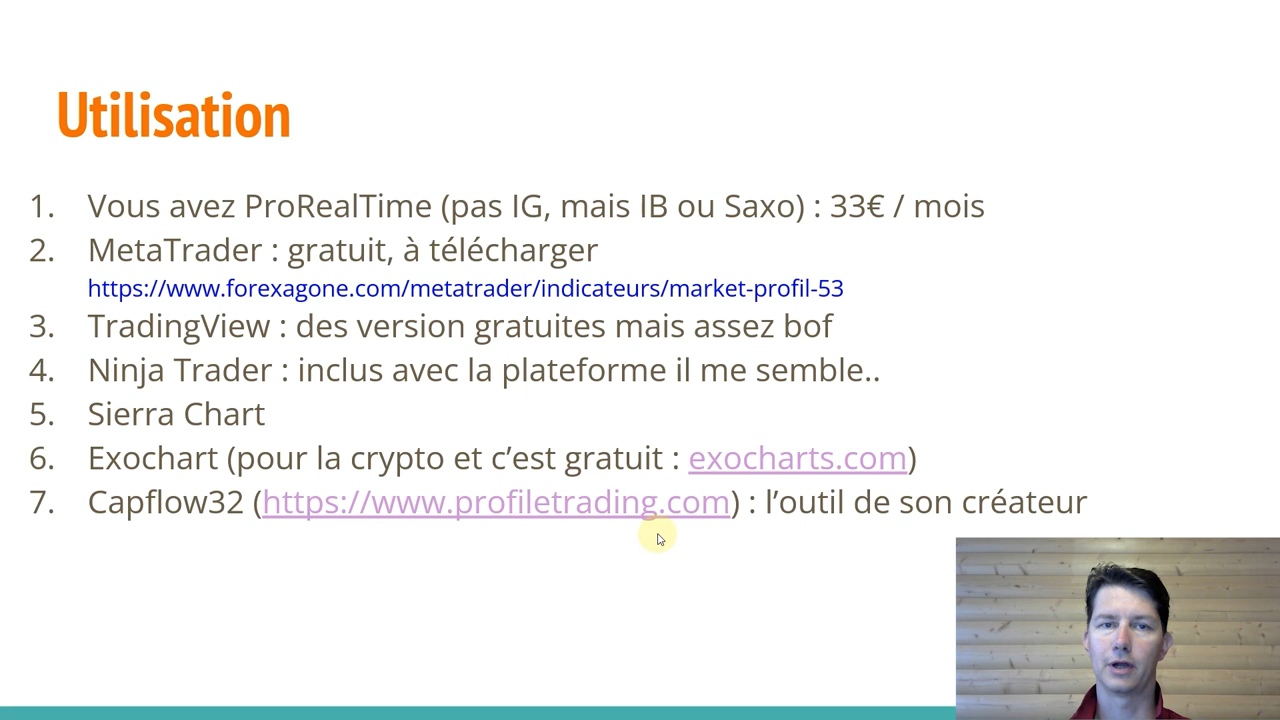 Utilisation
1. Vous avez ProRealTime (pas IG, mais IB ou Saxo) : 33€ / mois
2. MetaTrader : gratuit, à télécharger
https://www.forexagone.com/metatrader/indicateurs/market-profil-53
3. TradingView : des version gratuites mais assez bof
4. Ninja Trader : inclus avec la plateforme il me semble..
5. Sierra Chart
6. Exochart (pour la crypto et c’est gratuit : exocharts.com)
7. Capflow32 (https://www.profiletrading.com) : l’outil de son créateur